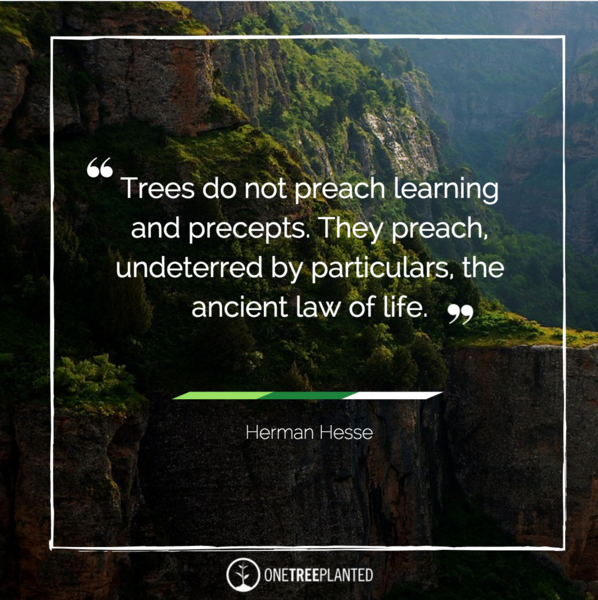 “ Trees do not preach learning
and precepts. They preach,
undeterred by particulars, the
ancient law of life. ”
Herman Hesse
ONETREEPLANTED